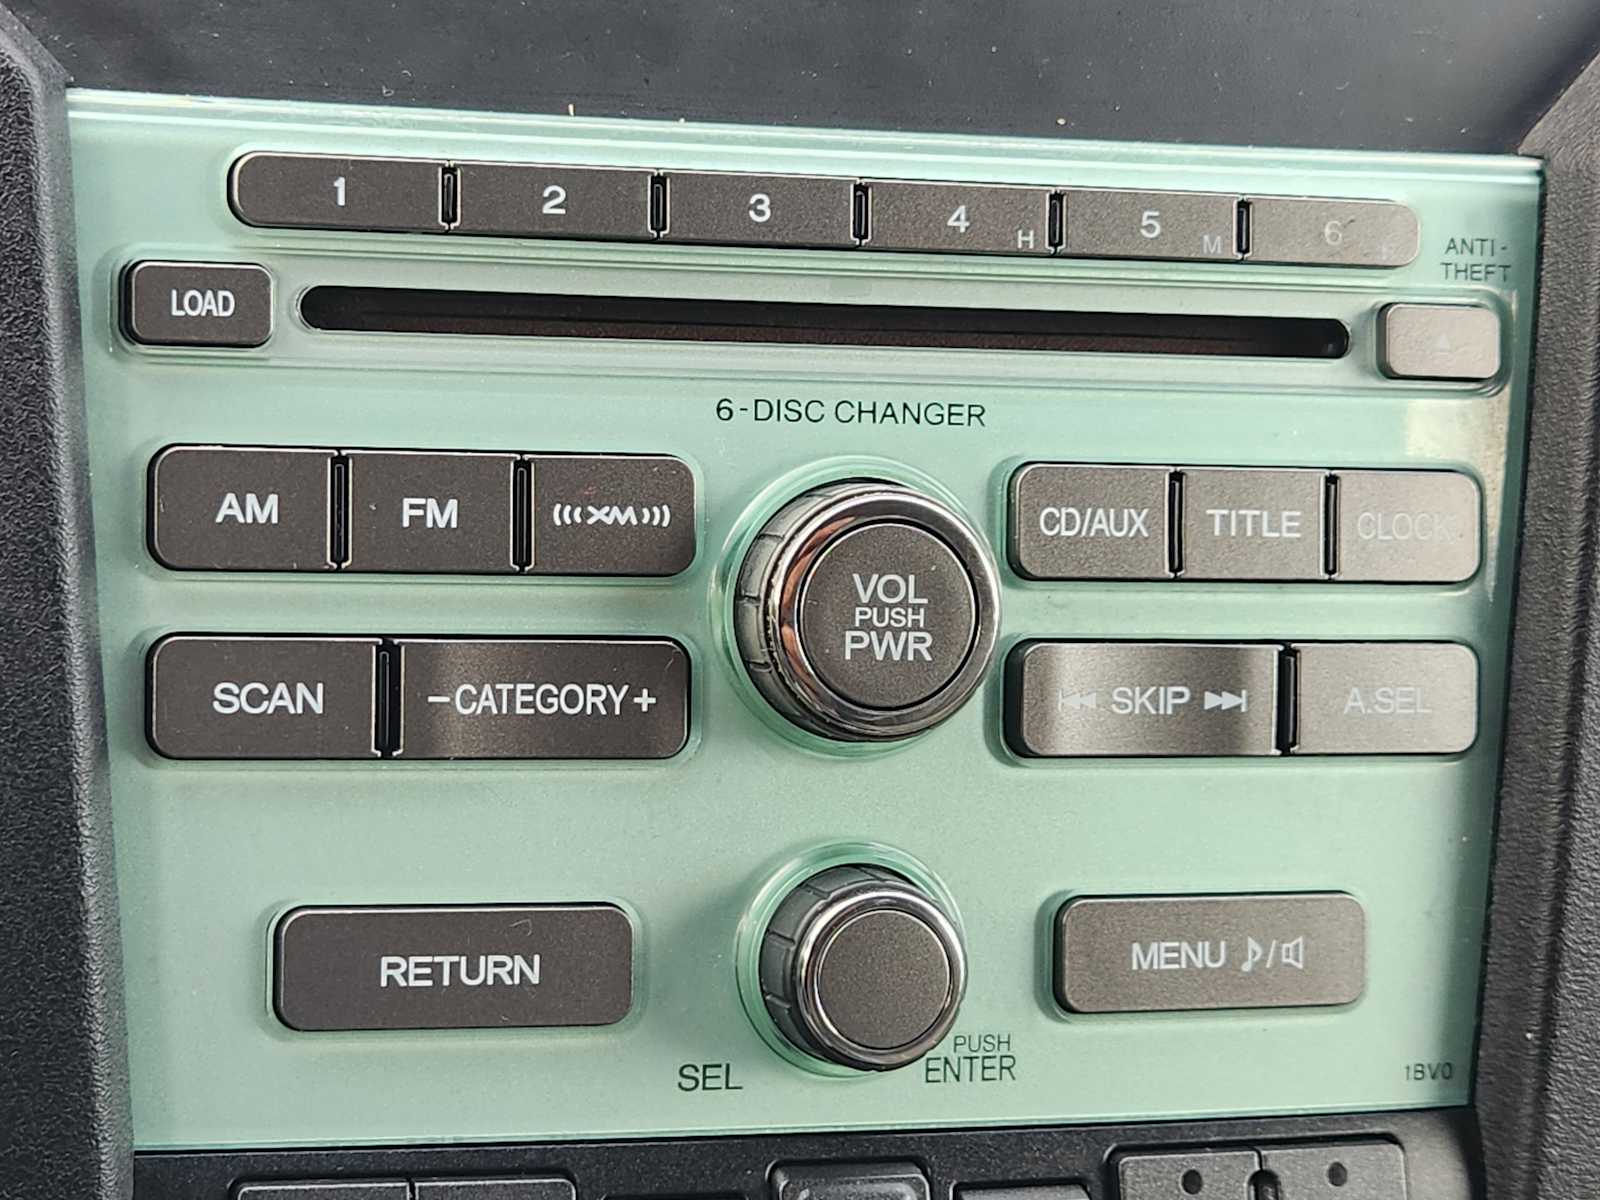 1 2 3 4 H 5 M 6
ANTI-
THEFT
LOAD
6-DISC CHANGER
AM FM XM CD/AUX TITLE CLOCK
VOL
PUSH
PWR
SCAN -CATEGORY+ SKIP A.SEL
RETURN MENU
SEL
PUSH
ENTER
1BV0